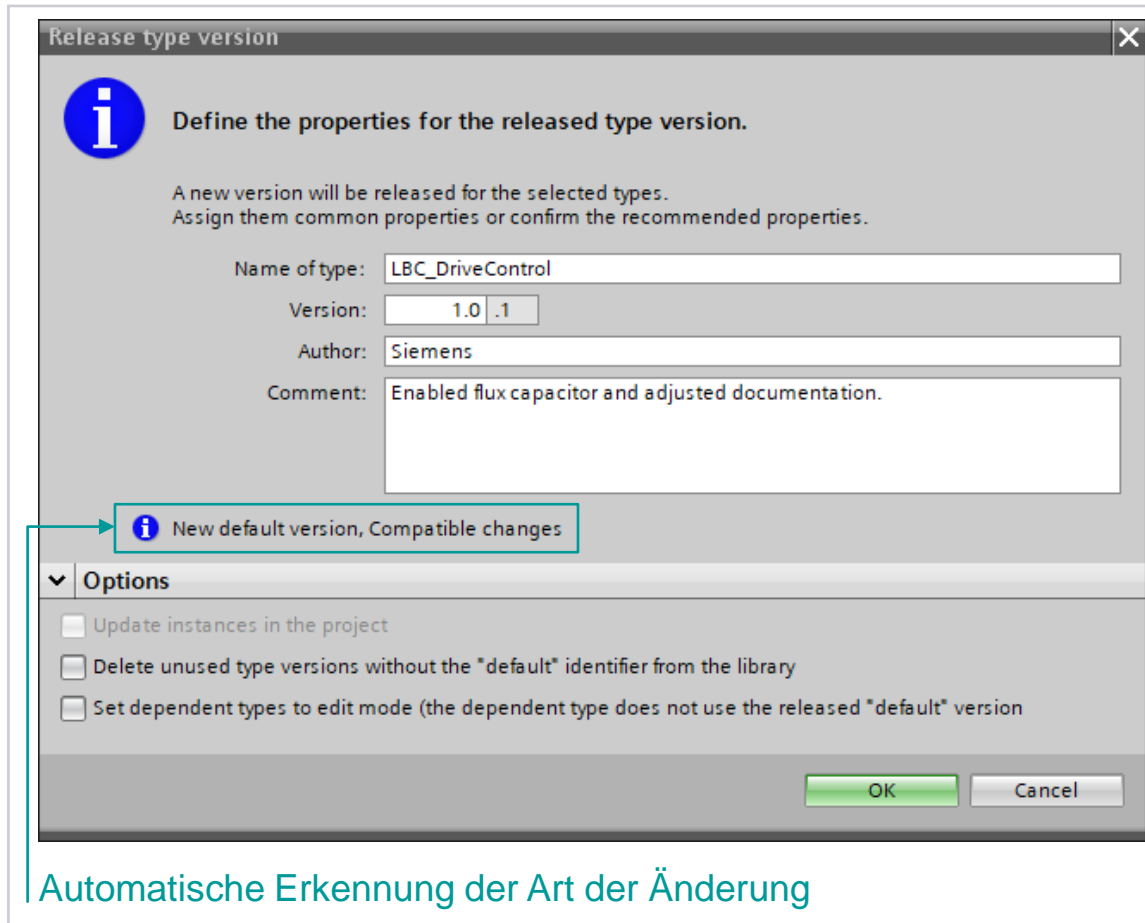 Release type version
Define the properties for the released type version.
A new version will be released for the selected types.
Assign them common properties or confirm the recommended properties.
Name of type: LBC_DriveControl
Version: 1.0 .1
Author: Siemens
Comment: Enabled flux capacitor and adjusted documentation.
New default version, Compatible changes
Options
Update instances in the project
Delete unused type versions without the "default" identifier from the library
Set dependent types to edit mode (the dependent type does not use the released "default" version
OK Cancel
Automatische Erkennung der Art der Änderung